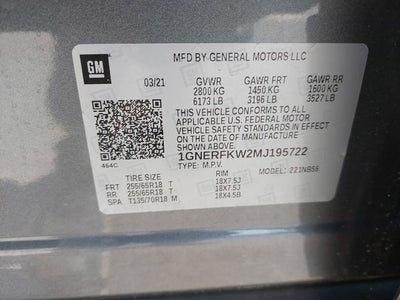 GM
MFD BY GENERAL MOTORS LLC
03/21 GVWR GAWR FRT GAWR RR
2800 KG 1450 KG 1600 KG
6173 LB 3196 LB 3527 LB
THIS VEHICLE CONFORMS TO ALL
APPLICABLE U.S. FEDERAL MOTOR
VEHICLE SAFETY STANDARDS IN EFFECT ON
THE DATE OF MANUFACTURE SHOWN ABOVE.
1GNERFKW2MJ195722
464C TYPE: M.P.V. MODEL: 221NB56
TIRE SIZE RIM
FRT 255/65R18 T 18X7.5J
RR 255/65R18 T 18X7.5J
SPA T135/70R18 M 18X4.5B